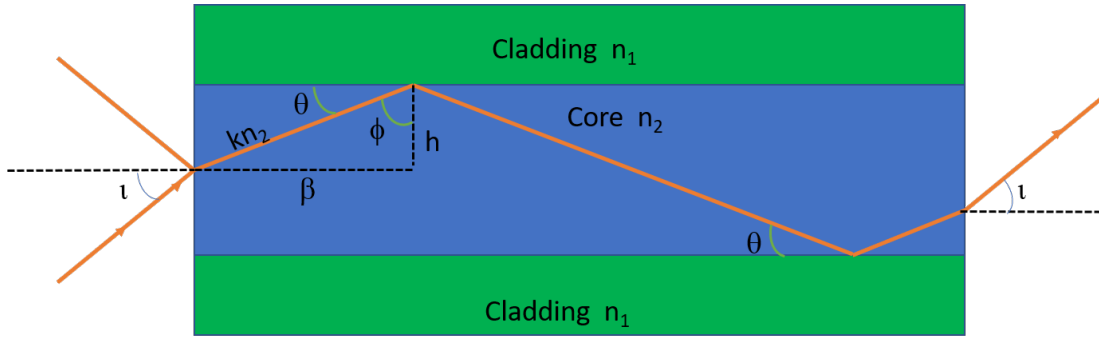 Cladding n₁
θ
kn₂
ϕ
h
Core n₂
β
ι
ι
θ
Cladding n₁